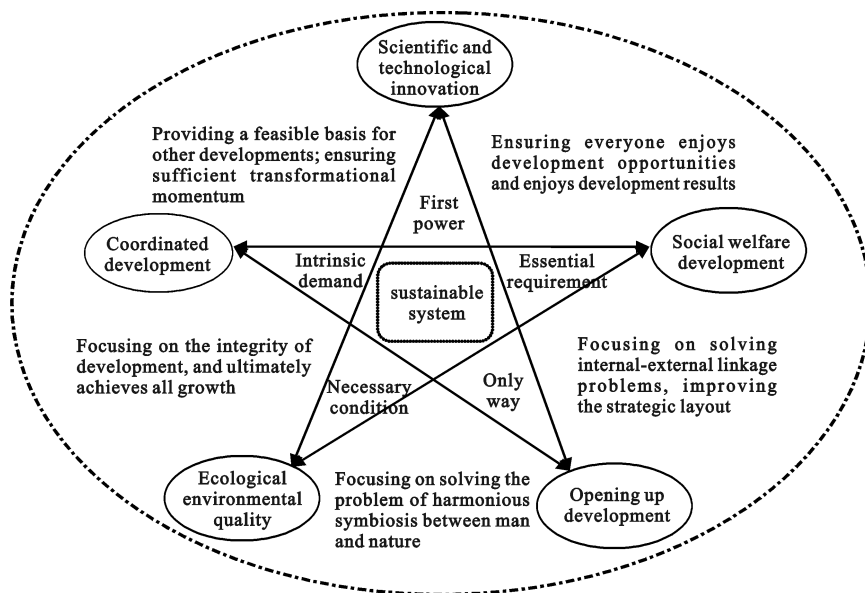 Scientific and
technological
innovation
Providing a feasible basis for
other developments; ensuring
sufficient transformational
momentum
Ensuring everyone enjoys
development opportunities
and enjoys development results
First
power
Coordinated
development
Social welfare
development
Intrinsic
demand
Essential
requirement
sustainable
system
Focusing on the integrity of
development, and ultimately
achieves all growth
Focusing on solving
internal-external linkage
problems, improving
the strategic layout
Necessary
condition
Only
way
Ecological
environmental
quality
Focusing on solving the
problem of harmonious
symbiosis between man
and nature
Opening up
development